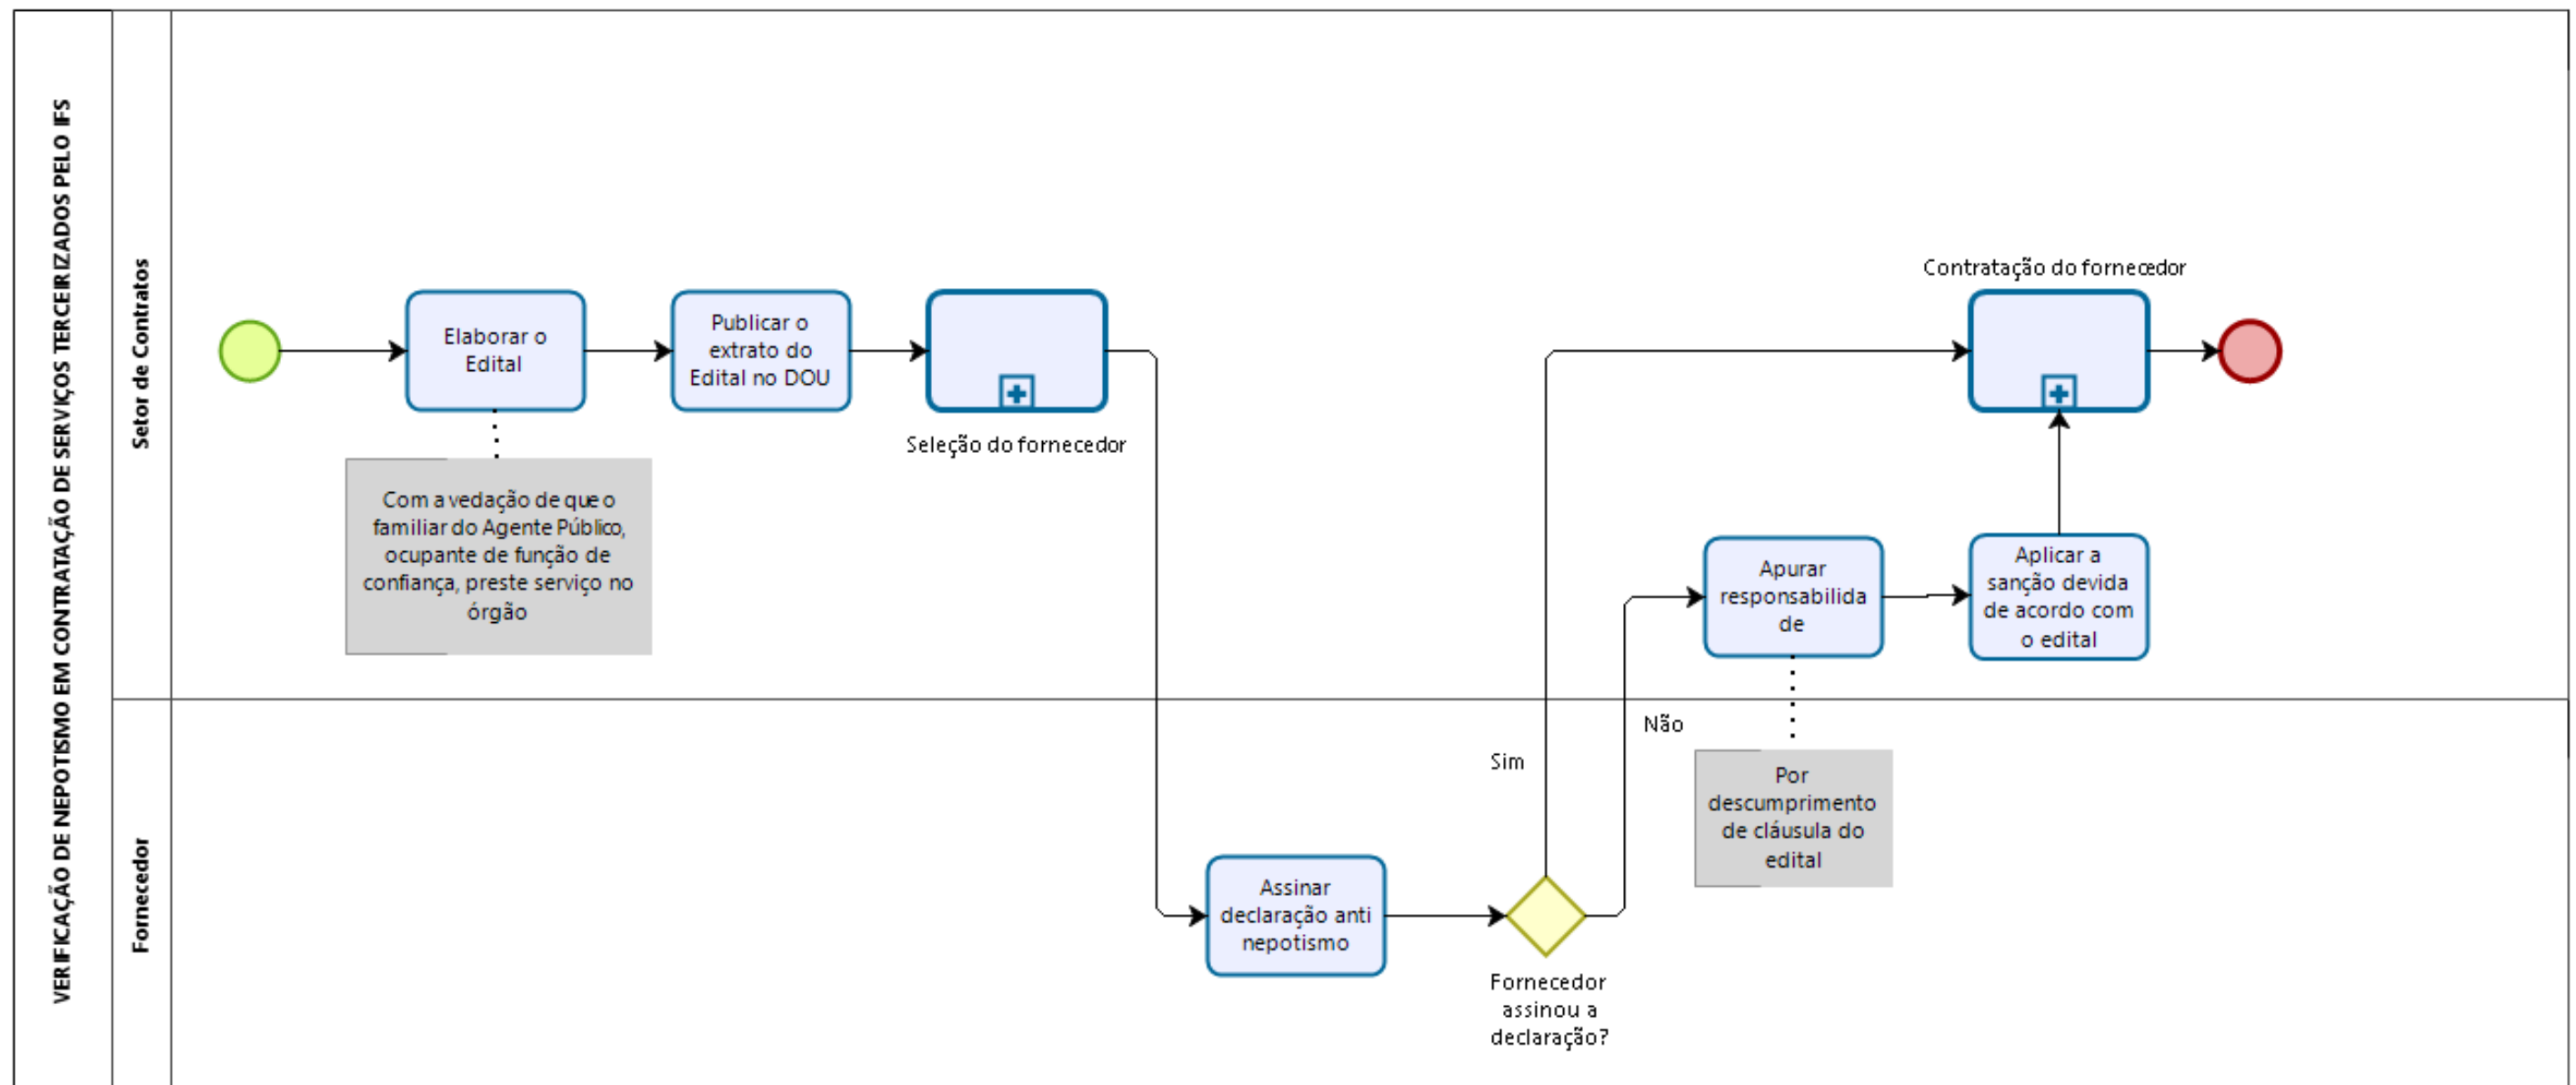 VERIFICAÇÃO DE NEPOTISMO EM CONTRATAÇÃO DE SERVIÇOS TERCEIRIZADOS PELO IFS
Setor de Contratos
Elaborar o
Edital
Publicar o
extrato do
Edital no DOU
Seleção do fornecedor
Com a vedação de que o
familiar do Agente Público,
ocupante de função de
confiança, preste serviço no
órgão
Contratação do fornecedor
Apurar
responsabilida
de
Aplicar a
sanção devida
de acordo com
o edital
Fornecedor
Assinar
declaração anti
nepotismo
Sim
Não
Fornecedor
assinou a
declaração?
Por
descumprimento
de cláusula do
edital